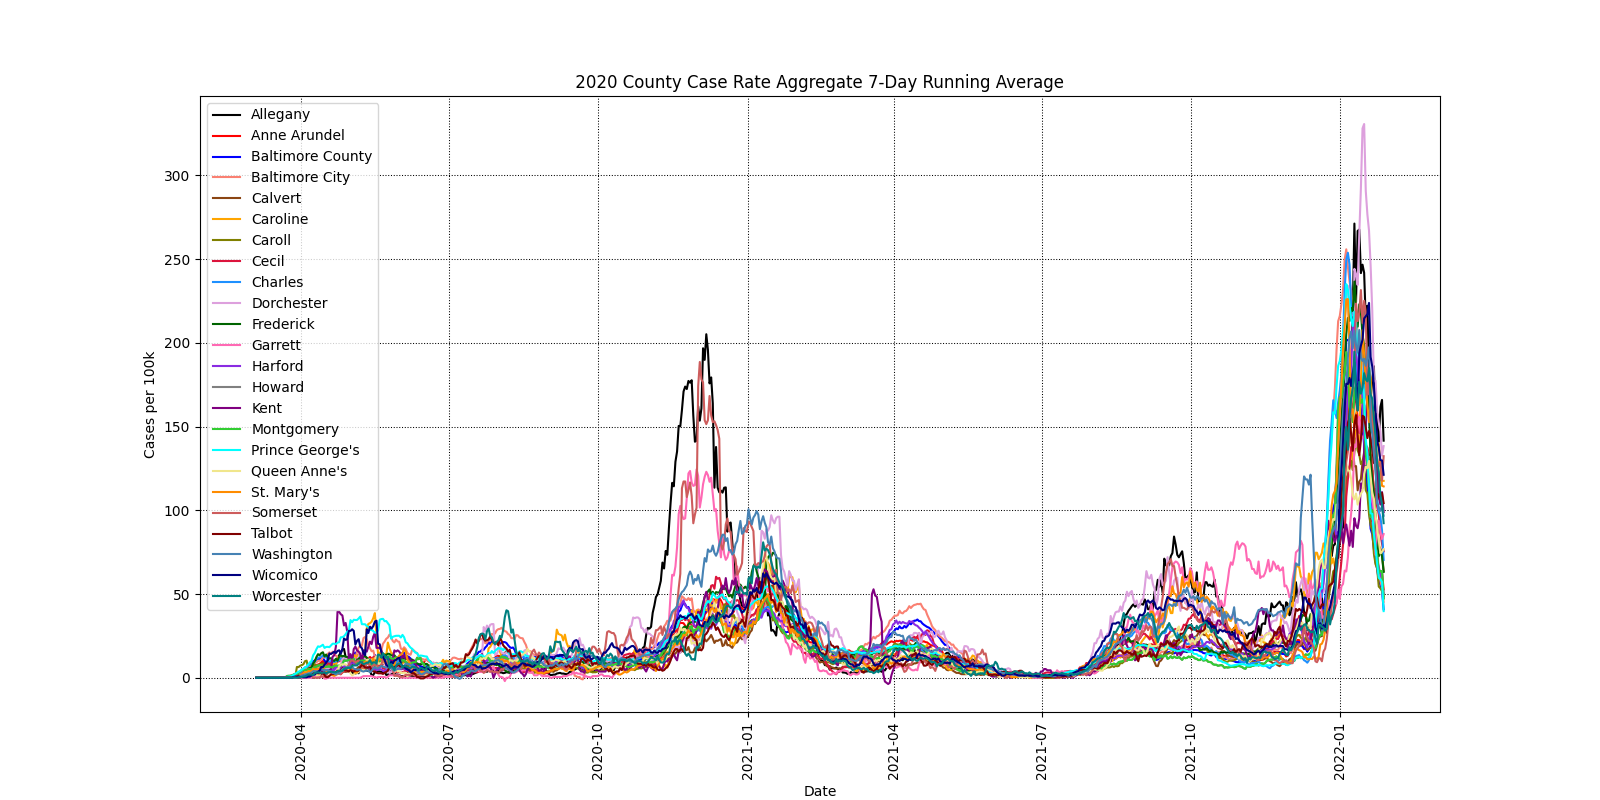 2020 County Case Rate Aggregate 7-Day Running Average
Allegany
Anne Arundel
Baltimore County
Baltimore City
Calvert
Caroline
Caroll
Cecil
Charles
Dorchester
Frederick
Garrett
Harford
Howard
Kent
Montgomery
Prince George's
Queen Anne's
St. Mary's
Somerset
Talbot
Washington
Wicomico
Worcester
Cases per 100k
300
250
200
150
100
50
0
2020-04
2020-07
2020-10
2021-01
2021-04
2021-07
2021-10
2022-01
Date